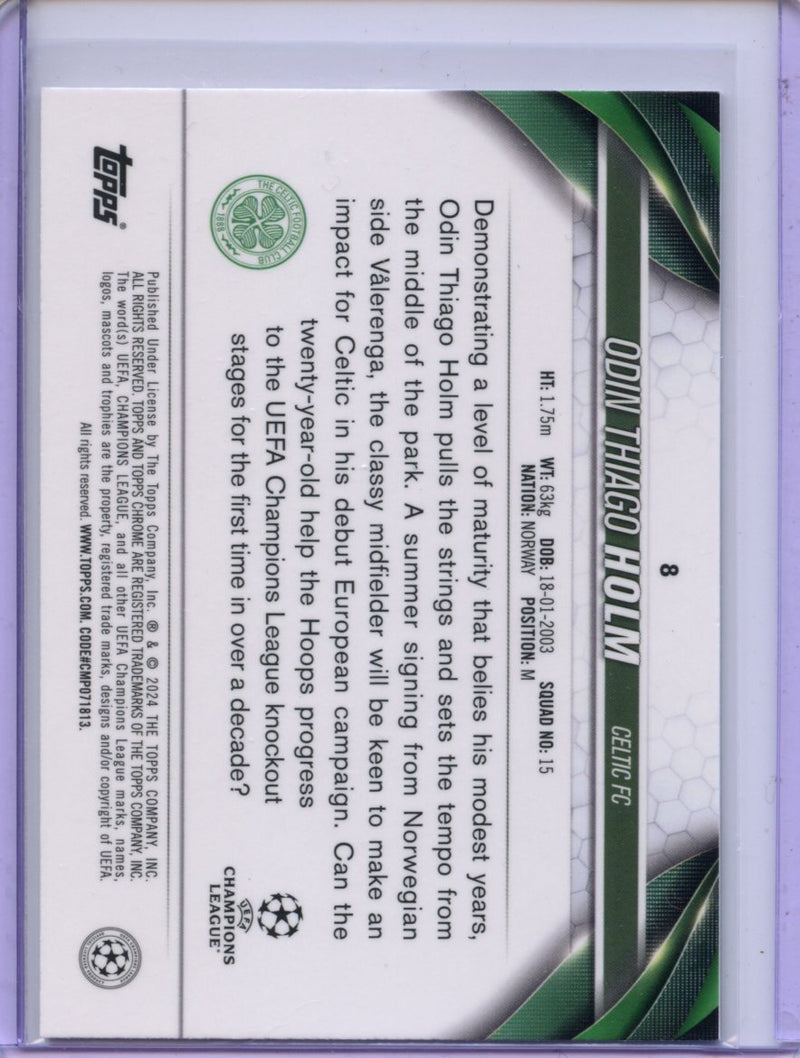 8
ODIN THIAGO HOLM CELTIC FC
HT: 1.75m WT: 63kg DOB: 18-01-2003 SQUAD NO: 15
NATION: NORWAY POSITION: M
Demonstrating a level of maturity that belies his modest years,
Odin Thiago Holm pulls the strings and sets the tempo from
the middle of the park. A summer signing from Norwegian
side Vålerenga, the classy midfielder will be keen to make an
impact for Celtic in his debut European campaign. Can the
twenty-year-old help the Hoops progress
to the UEFA Champions League knockout
stages for the first time in over a decade?
THE CELTIC FOOTBALL CLUB
1888
UEFA
CHAMPIONS
LEAGUE®
topps®
Published Under License by The Topps Company, Inc. ® & © 2024 THE TOPPS COMPANY, INC.
ALL RIGHTS RESERVED. TOPPS AND TOPPS CHROME ARE REGISTERED TRADEMARKS OF THE TOPPS COMPANY, INC.
The word(s) UEFA, CHAMPIONS LEAGUE, and all other UEFA Champions League marks, names,
logos, mascots and trophies are the property, registered trade marks, designs and/or copyright of UEFA.
All rights reserved. WWW.TOPPS.COM. CODE#CMP071813.